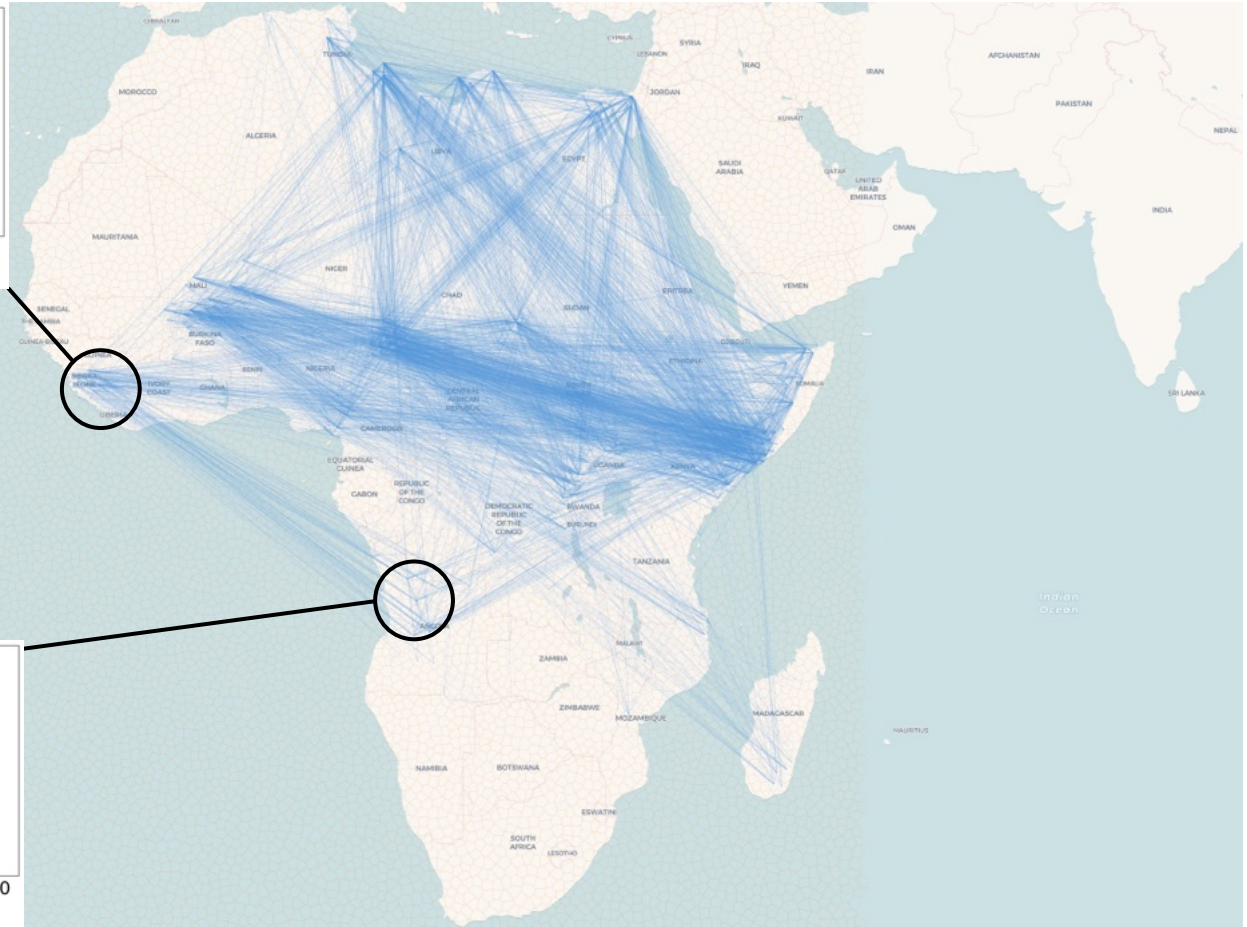 GIBRALTAR
CYPRUS
SYRIA
LEBANON
IRAQ
AFGHANISTAN
TUNISIA
IRAN
MOROCCO
JORDAN
PAKISTAN
KUWAIT
NEPAL
ALGERIA
LIBYA
EGYPT
SAUDI
ARABIA
QATAR
UNITED
ARAB
EMIRATES
INDIA
OMAN
MAURITANIA
NIGER
MALI
CHAD
SUDAN
ERITREA
YEMEN
SENEGAL
THE GAMBIA
GUINEA-BISSAU
BURKINA
FASO
DJIBOUTI
GUINEA
ETHIOPIA
BENIN
NIGERIA
SIERRA
LEONE
IVORY
COAST
GHANA
SOMALIA
SRI LANKA
CENTRAL
AFRICAN
REPUBLIC
LIBERIA
CAMEROON
EQUATORIAL
GUINEA
UGANDA
KENYA
GABON
REPUBLIC
OF THE
CONGO
DEMOCRATIC
REPUBLIC
OF THE
CONGO
RWANDA
BURUNDI
TANZANIA
Indian
Ocean
ANGOLA
MALAWI
ZAMBIA
ZIMBABWE
MOZAMBIQUE
MADAGASCAR
MAURITIUS
NAMIBIA
BOTSWANA
ESWATINI
SOUTH
AFRICA
LESOTHO
0